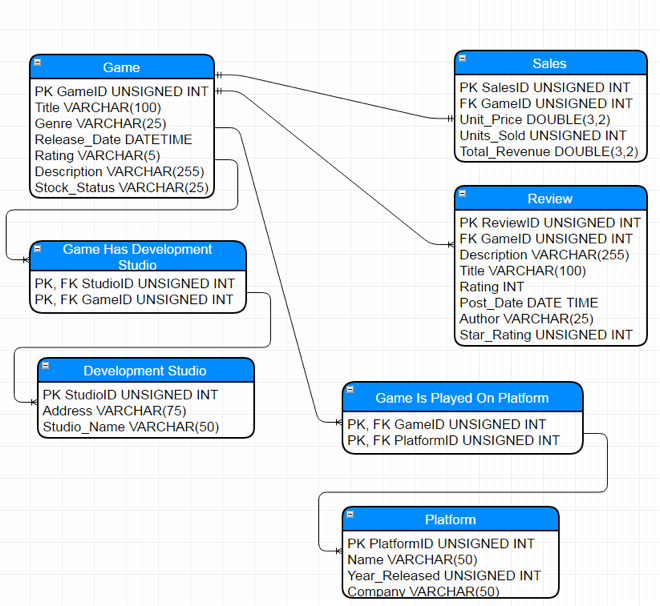 Game
PK GameID UNSIGNED INT
Title VARCHAR(100)
Genre VARCHAR(25)
Release_Date DATETIME
Rating VARCHAR(5)
Description VARCHAR(255)
Stock_Status VARCHAR(25)
Sales
PK SalesID UNSIGNED INT
FK GameID UNSIGNED INT
Unit_Price DOUBLE(3,2)
Units_Sold UNSIGNED INT
Total_Revenue DOUBLE(3,2)
Review
PK ReviewID UNSIGNED INT
FK GameID UNSIGNED INT
Description VARCHAR(255)
Title VARCHAR(100)
Rating INT
Post_Date DATE TIME
Author VARCHAR(25)
Star_Rating UNSIGNED INT
Game Has Development
Studio
PK, FK StudioID UNSIGNED INT
PK, FK GameID UNSIGNED INT
Development Studio
PK StudioID UNSIGNED INT
Address VARCHAR(75)
Studio_Name VARCHAR(50)
Game Is Played On Platform
PK, FK GameID UNSIGNED INT
PK, FK PlatformID UNSIGNED INT
Platform
PK PlatformID UNSIGNED INT
Name VARCHAR(50)
Year_Released UNSIGNED INT
Company VARCHAR(50)